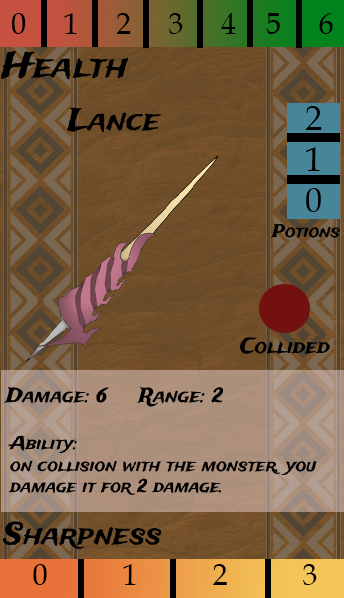 0 1 2 3 4 5 6
Health
Lance
2
1
0
Potions
Collided
Damage: 6 Range: 2
Ability:
on collision with the monster, you
damage it for 2 damage.
Sharpness
0 1 2 3